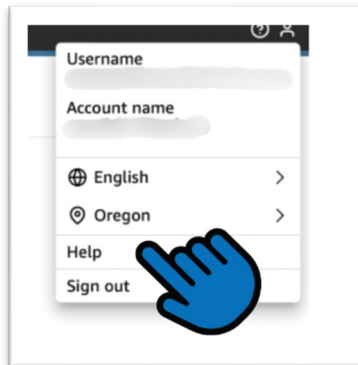 Username
Account name
English
Oregon
Help
Sign out